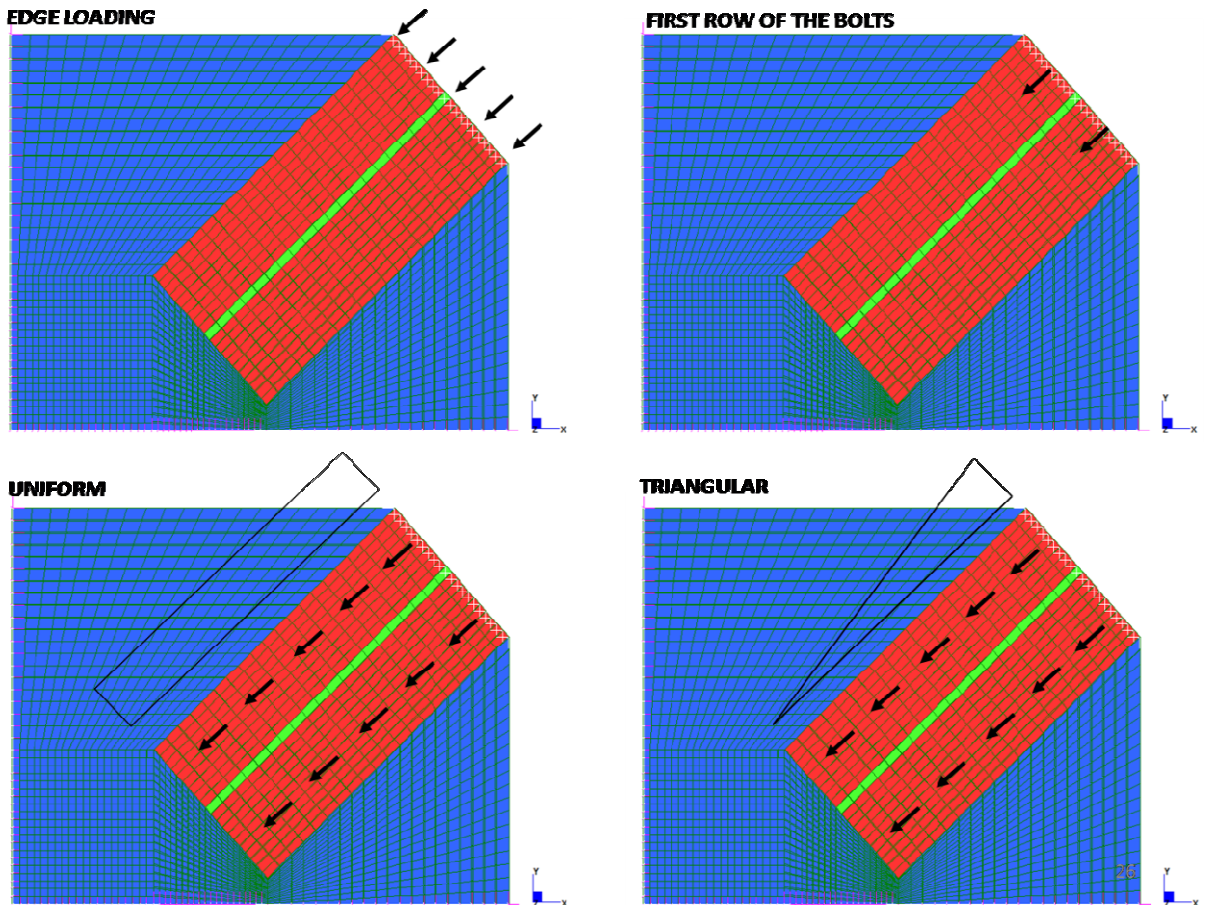 EDGE LOADING
FIRST ROW OF THE BOLTS
Y
Z X
Y
Z X
UNIFORM
TRIANGULAR
26
Y
Z X
Y
Z X